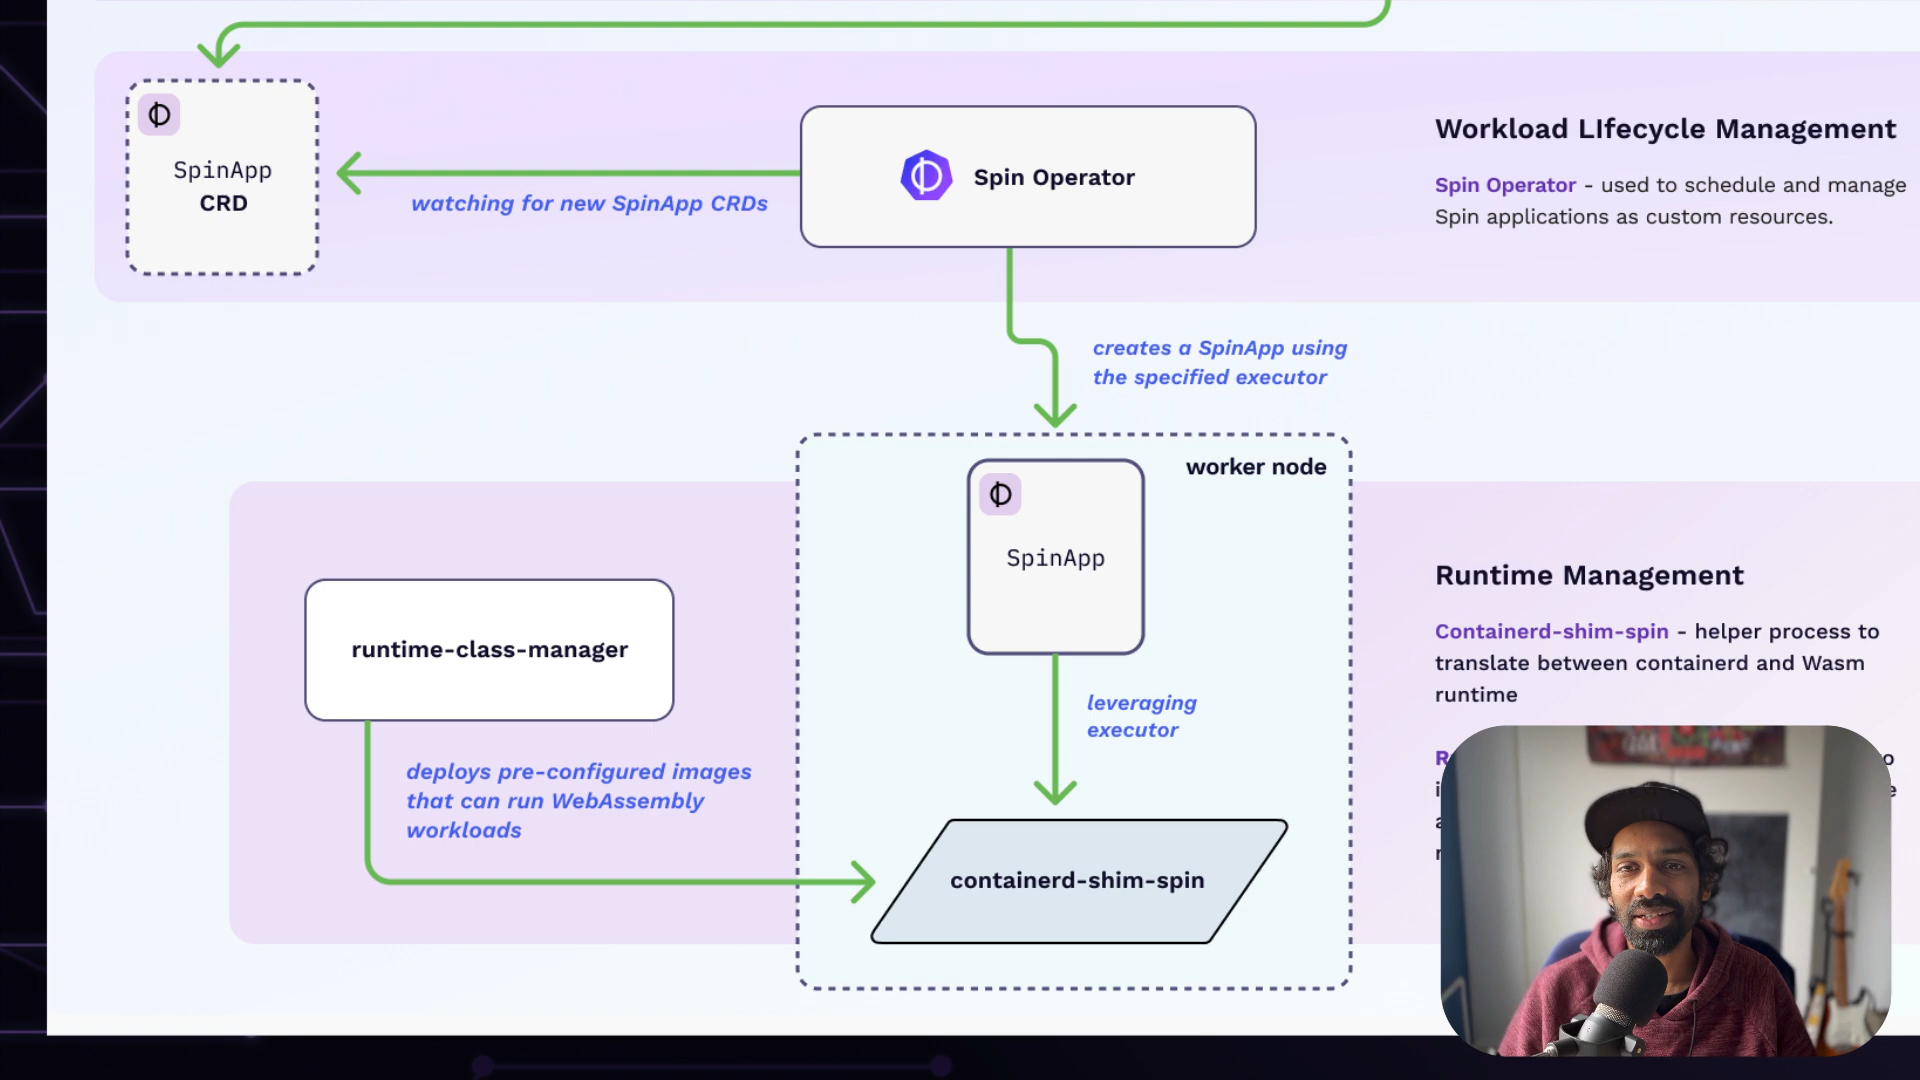 SpinApp
CRD
watching for new SpinApp CRDs
Spin Operator
Workload LIfecycle Management
Spin Operator - used to schedule and manage
Spin applications as custom resources.
creates a SpinApp using
the specified executor
worker node
SpinApp
runtime-class-manager
leveraging
executor
deploys pre-configured images
that can run WebAssembly
workloads
containerd-shim-spin
Runtime Management
Containerd-shim-spin - helper process to
translate between containerd and Wasm
runtime